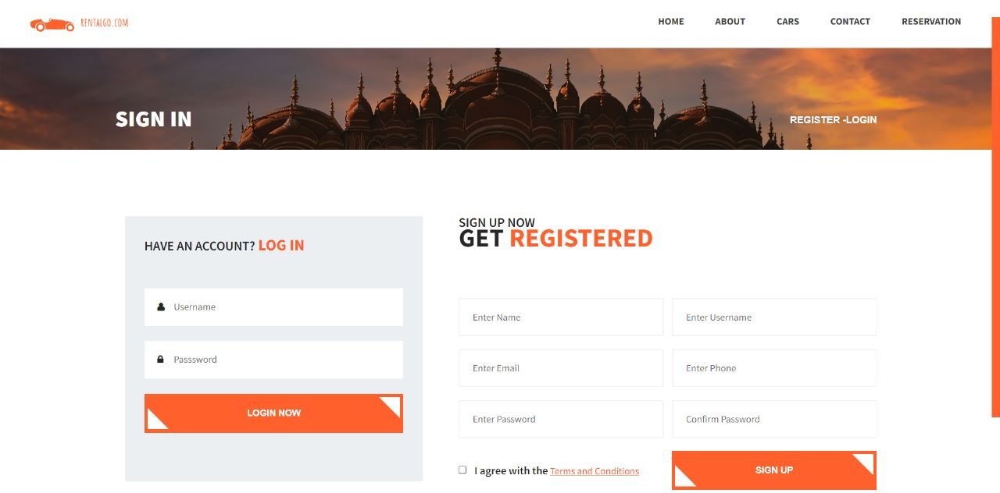 RENTALGO.COM
HOME ABOUT CARS CONTACT RESERVATION
SIGN IN
REGISTER -LOGIN
HAVE AN ACCOUNT? LOG IN
Username
Passsword
LOGIN NOW
SIGN UP NOW
GET REGISTERED
Enter Name
Enter Username
Enter Email
Enter Phone
Enter Password
Confirm Password
I agree with the Terms and Conditions
SIGN UP